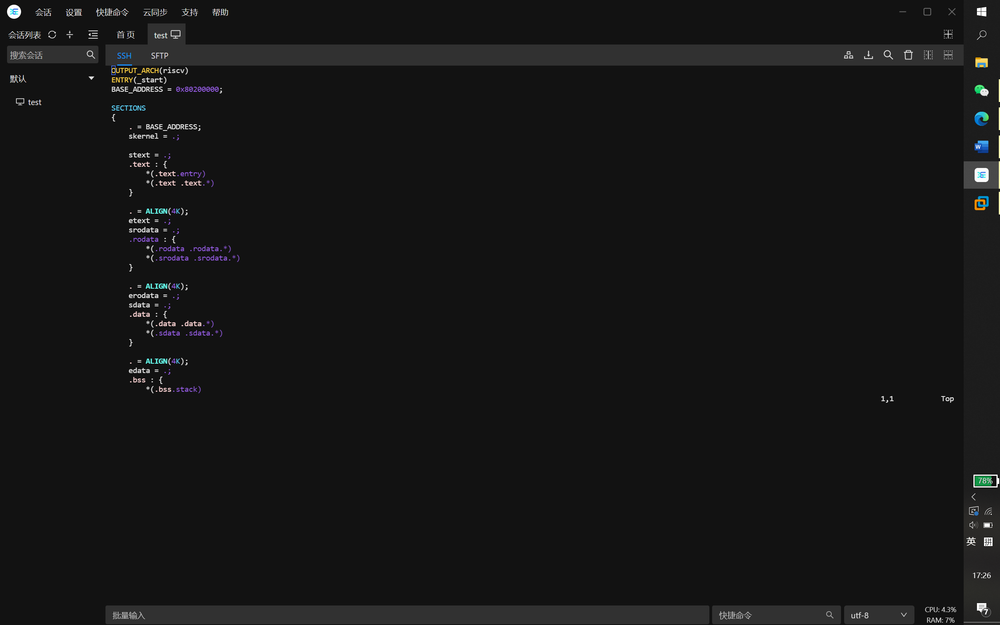 会话 设置 快捷命令 云同步 支持 帮助
会话列表 首页 test
搜索会话 SSH SFTP
默认
test
OUTPUT_ARCH(riscv)
ENTRY(_start)
BASE_ADDRESS = 0x80200000;
SECTIONS
{
    . = BASE_ADDRESS;
    skernel = .;
    stext = .;
    .text : {
        *(.text.entry)
        *(.text .text.*)
    }
    . = ALIGN(4K);
    etext = .;
    srodata = .;
    .rodata : {
        *(.rodata .rodata.*)
        *(.srodata .srodata.*)
    }
    . = ALIGN(4K);
    erodata = .;
    sdata = .;
    .data : {
        *(.data .data.*)
        *(.sdata .sdata.*)
    }
    . = ALIGN(4K);
    edata = .;
    .bss : {
        *(.bss.stack)
1,1 Top
批量输入 快捷命令 utf-8
CPU: 4.3%
RAM: 7%
W
78%
英 拼
17:26
7